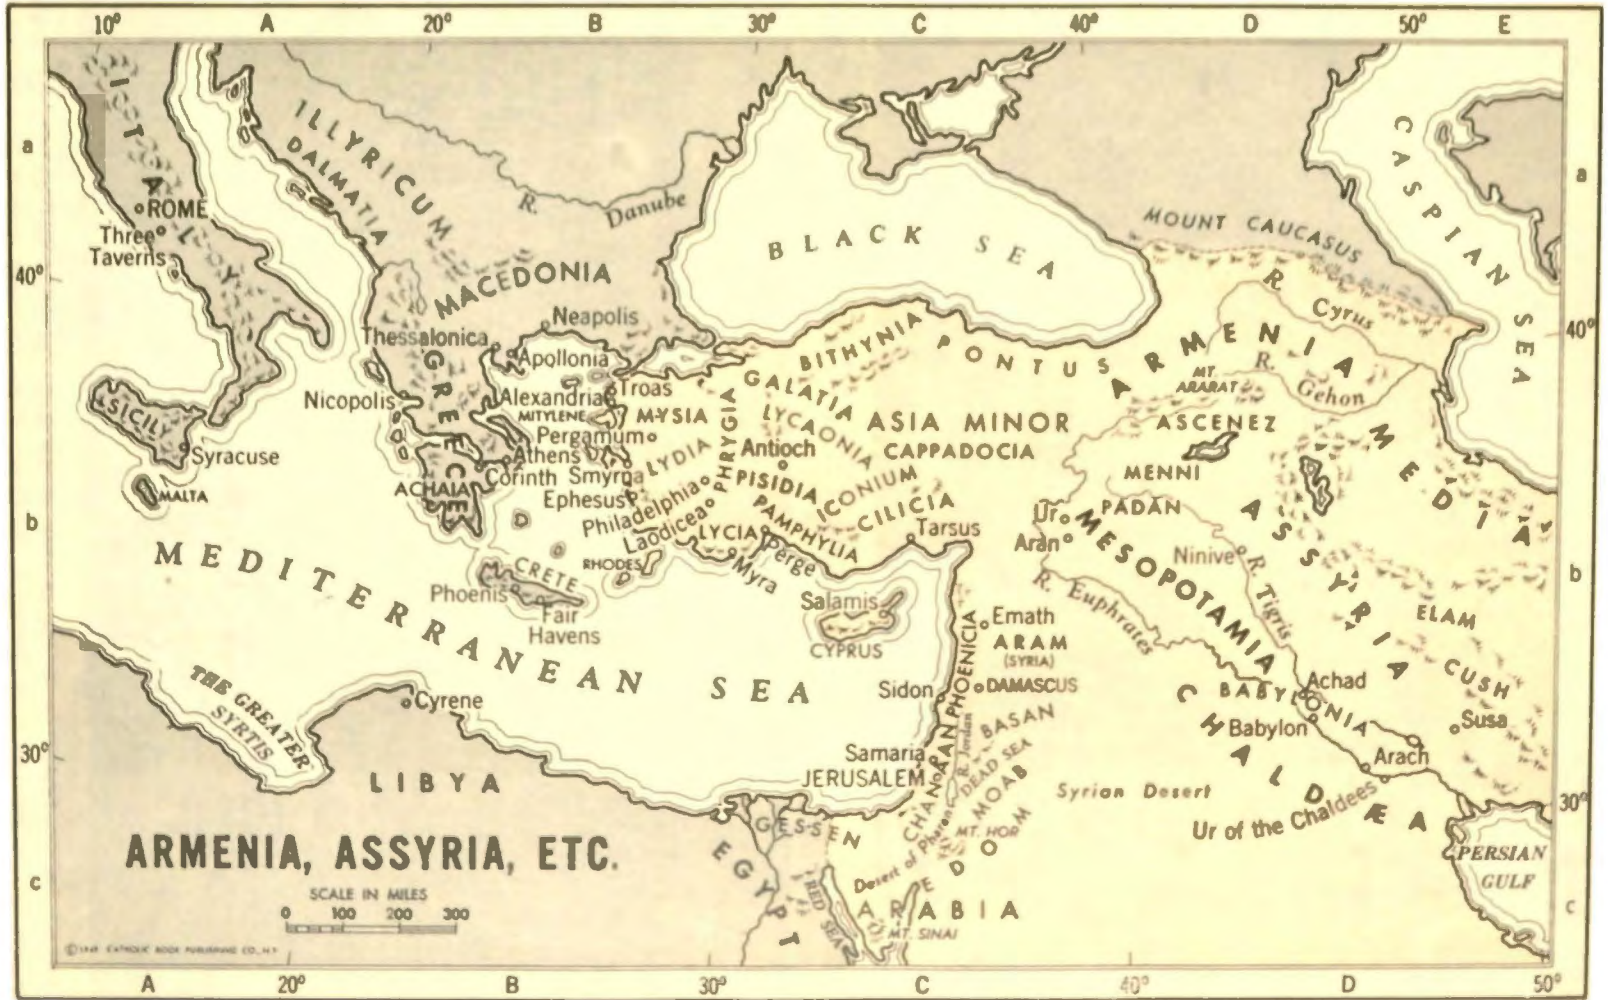 10° A 20° B 30° C 40° D 50° E
a
a
40°
40°
b
b
30°
30°
c
c
A 20° B 30° C 40° D 50°
ITALY
ROME
Three
Taverns
SICILY
Syracuse
MALTA
ILLYRICUM
DALMATIA
R. Danube
MACEDONIA
Neapolis
Thessalonica
Apollonia
GREECE
Nicopolis
Alexandria
Troas
MITYLENE
MYSIA
Pergamum
Athens
Corinth
Smyrna
ACHAIA
Ephesus
LYDIA
Philadelphia
Laodicea
PHRYGIA
RHODES
LYCIA
Myra
Perge
PAMPHYLIA
PISIDIA
Antioch
LYCAONIA
ICONIUM
CILICIA
Tarsus
BITHYNIA
GALATIA
PONTUS
ASIA MINOR
CAPPADOCIA
BLACK SEA
MOUNT CAUCASUS
CASPIAN SEA
R. Cyrus
ARMENIA
MT.
ARARAT
R. Gehon
ASCENEZ
MENNI
MEDIA
PADAN
Ur
Aran
MESOPOTAMIA
Ninive
ASSYRIA
R. Tigris
R. Euphrates
ELAM
CUSH
Susa
Achad
BABYLONIA
Babylon
Arach
Ur of the Chaldees
CHALDÆA
PERSIAN
GULF
CRETE
Phoenis
Fair
Havens
MEDITERRANEAN SEA
Salamis
CYPRUS
Emath
ARAM
(SYRIA)
PHOENICIA
Sidon
DAMASCUS
BASAN
R. Jordan
DEAD SEA
Samaria
JERUSALEM
CHANAAN
MOAB
Syrian Desert
MT. HOR
Desert of Pharan
EDOM
ARABIA
MT. SINAI
RED SEA
GESSEN
EGYPT
THE GREATER
SYRTIS
Cyrene
LIBYA
ARMENIA, ASSYRIA, ETC.
SCALE IN MILES
0 100 200 300
© 1949 CATHOLIC BOOK PUBLISHING CO., N.Y.